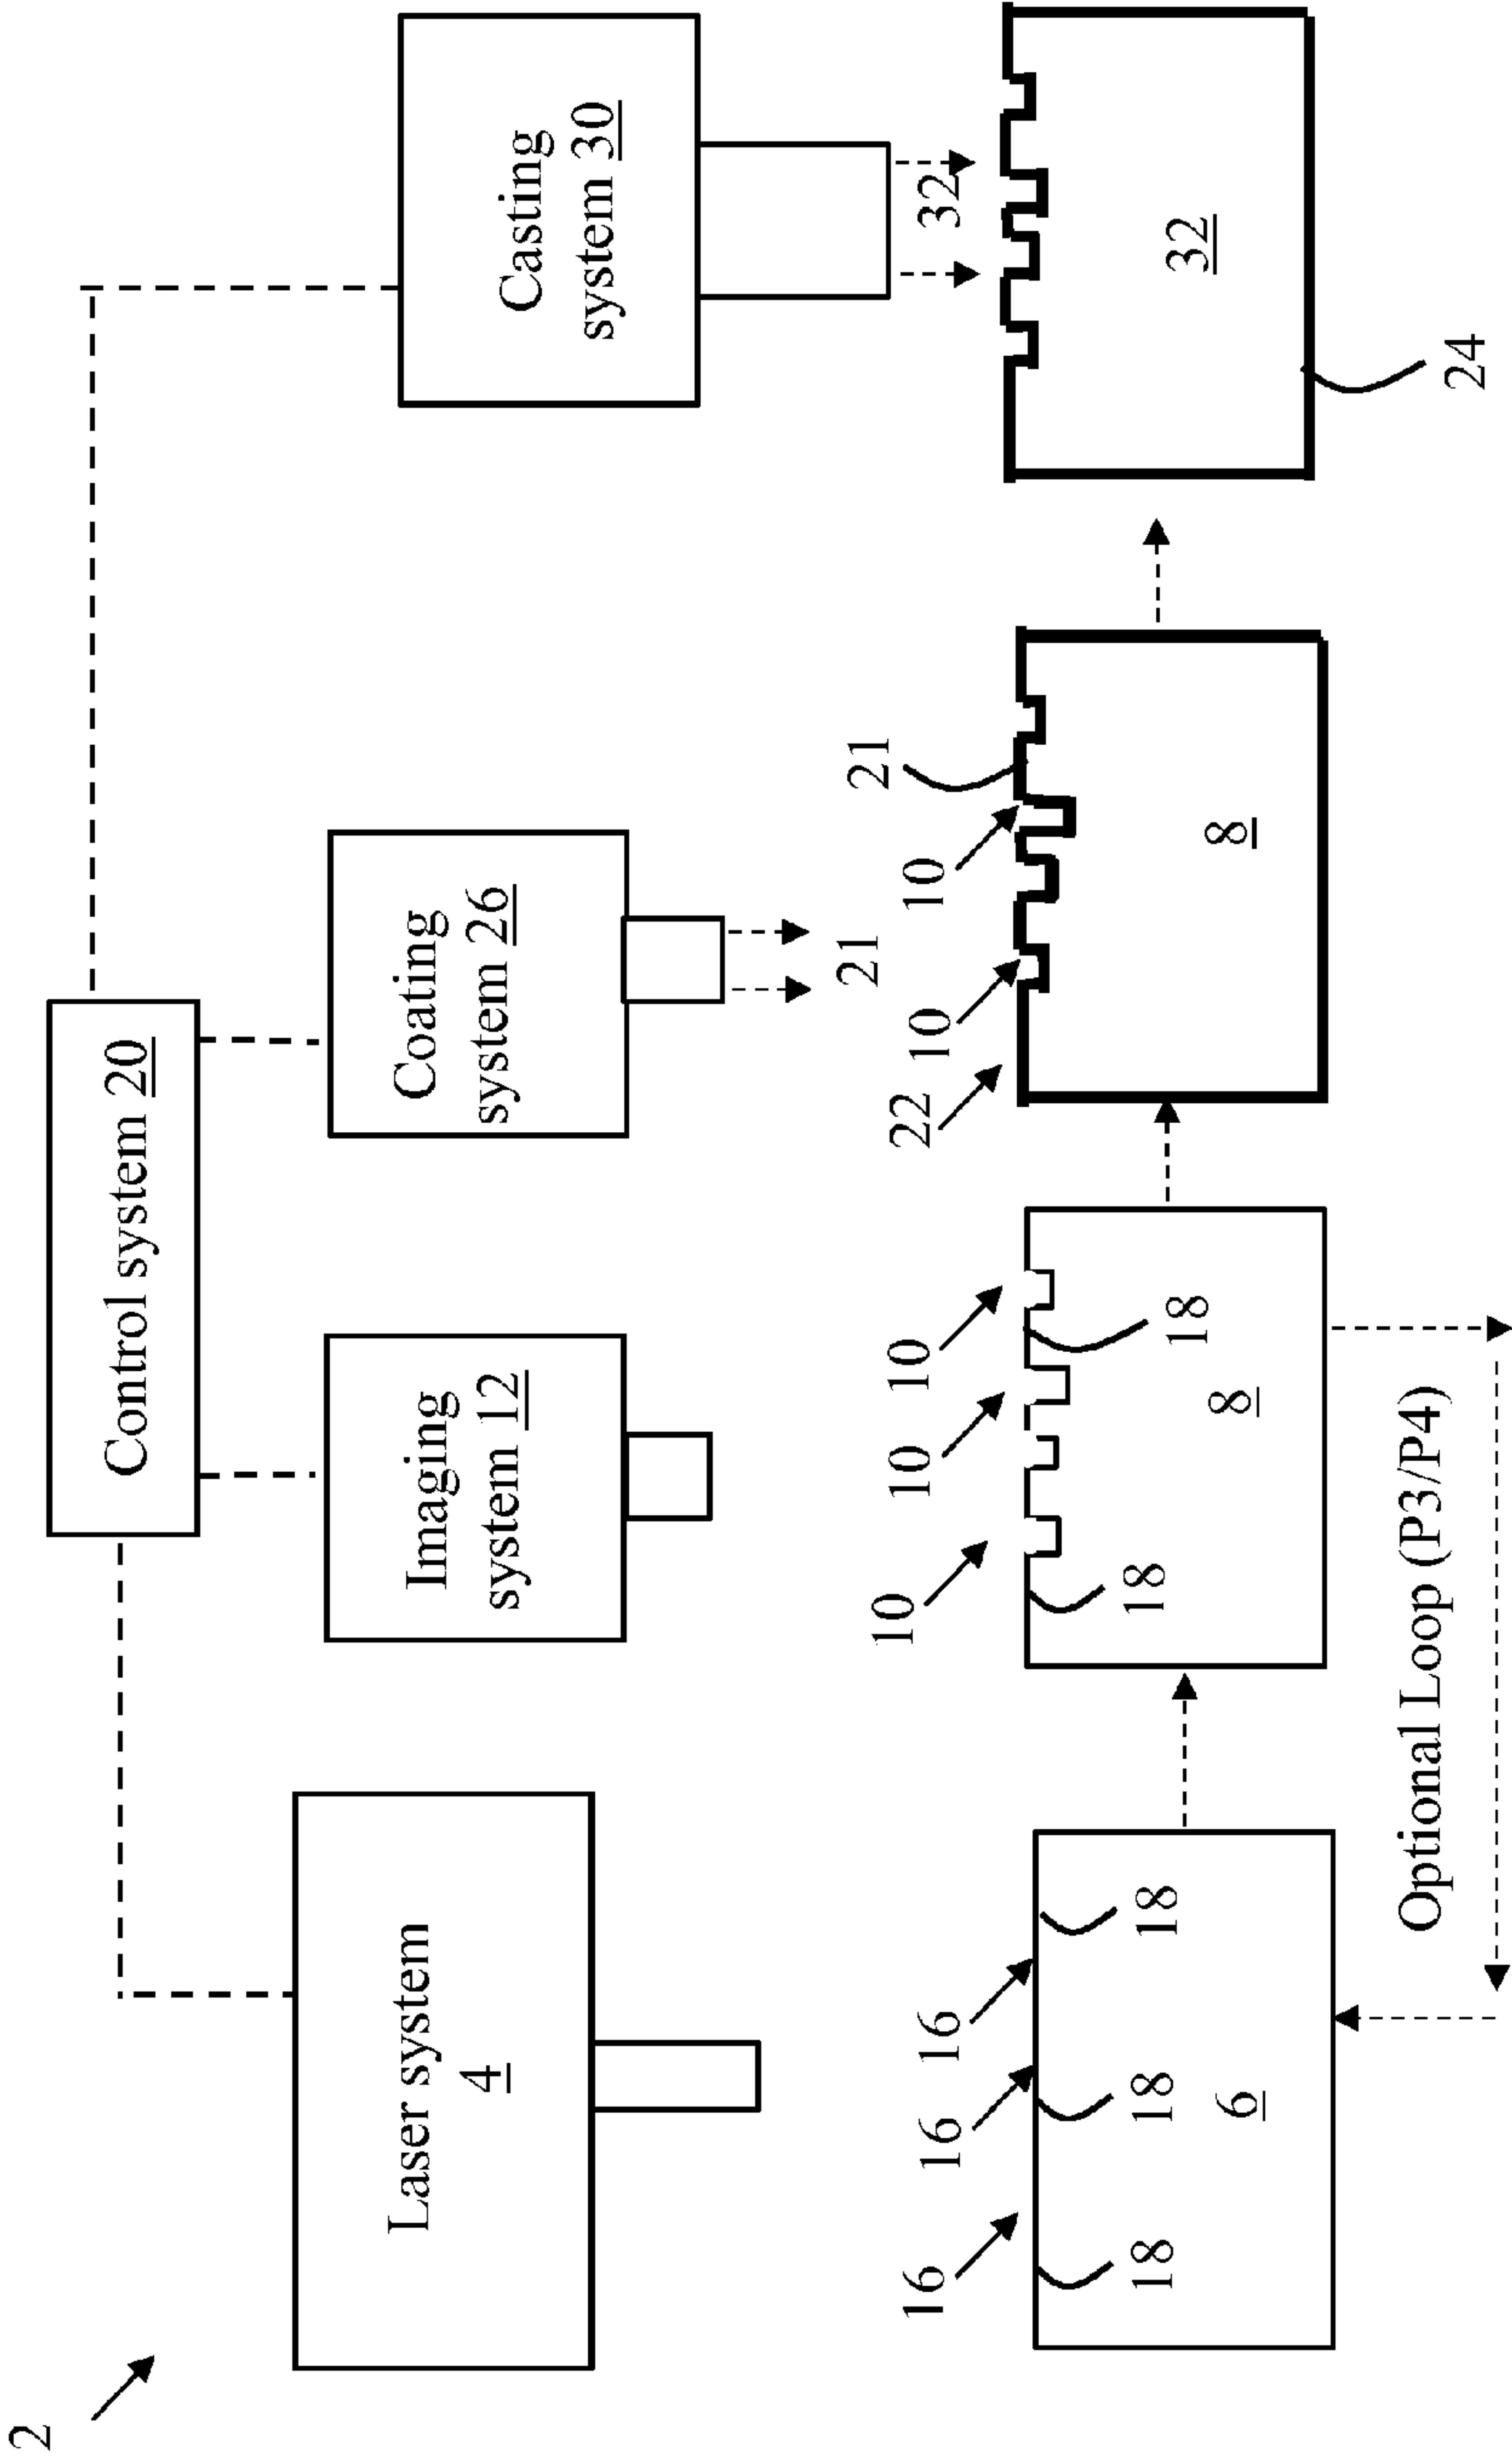 2
Control system 20
Laser system
4
Imaging
system 12
Coating
system 26
Casting
system 30
21
32
16
16
16
18
18
18
6
10
10
10
18
18
8
22
10
10
21
8
32
24
Optional Loop (P3/P4)